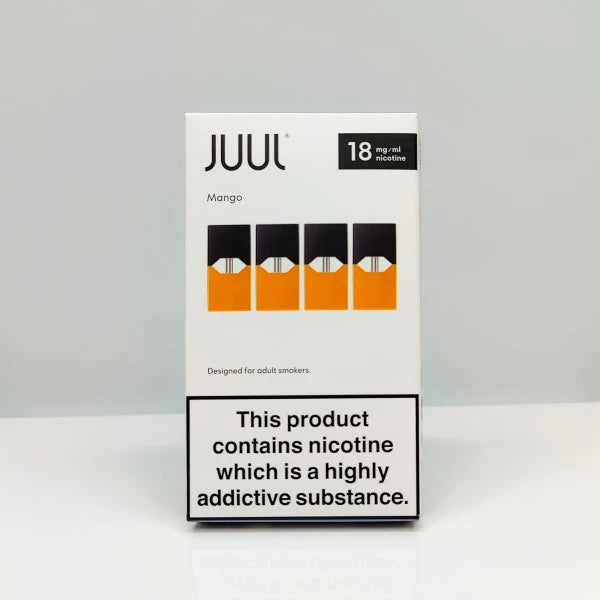 JUUL®
18 mg/ml
nicotine
Mango
Designed for adult smokers.
This product
contains nicotine
which is a highly
addictive substance.